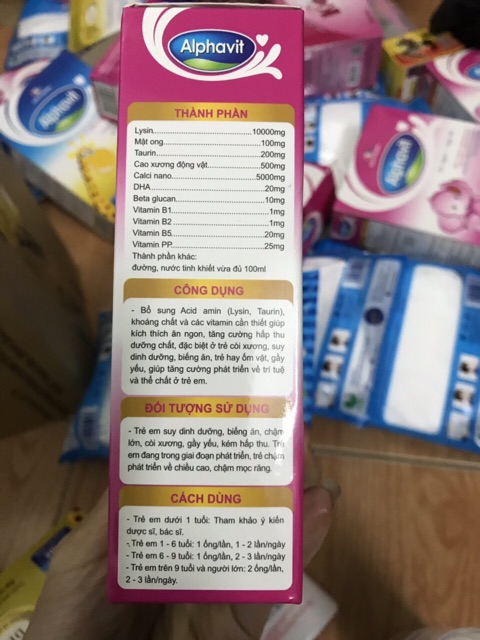 Alphavit
THÀNH PHẦN
Lysin..............................10000mg
Mật ong..............................100mg
Taurin..............................200mg
Cao xương động vật..............................500mg
Calci nano..............................5000mg
DHA..............................20mg
Beta glucan..............................10mg
Vitamin B1..............................1mg
Vitamin B2..............................1mg
Vitamin B5..............................20mg
Vitamin PP..............................25mg
Thành phần khác:
đường, nước tinh khiết vừa đủ 100ml
CÔNG DỤNG
- Bổ sung Acid amin (Lysin, Taurin),
khoáng chất và các vitamin cần thiết giúp
kích thích ăn ngon, tăng cường hấp thu
dưỡng chất, đặc biệt ở trẻ còi xương, suy
dinh dưỡng, biếng ăn, trẻ hay ốm vặt, gầy
yếu, giúp tăng cường phát triển về trí tuệ
và thể chất ở trẻ em.
ĐỐI TƯỢNG SỬ DỤNG
- Trẻ em suy dinh dưỡng, biếng ăn, chậm
lớn, còi xương, gầy yếu, kém hấp thu. Trẻ
em đang trong giai đoạn phát triển, trẻ chậm
phát triển về chiều cao, chậm mọc răng.
CÁCH DÙNG
- Trẻ em dưới 1 tuổi: Tham khảo ý kiến
dược sĩ, bác sĩ.
- Trẻ em 1 - 6 tuổi: 1 ống/lần, 1 - 2 lần/ngày
- Trẻ em 6 - 9 tuổi: 1 ống/lần, 2 - 3 lần/ngày
- Trẻ em trên 9 tuổi và người lớn: 2 ống/lần,
2 - 3 lần/ngày.
Alphavit
Alphavit